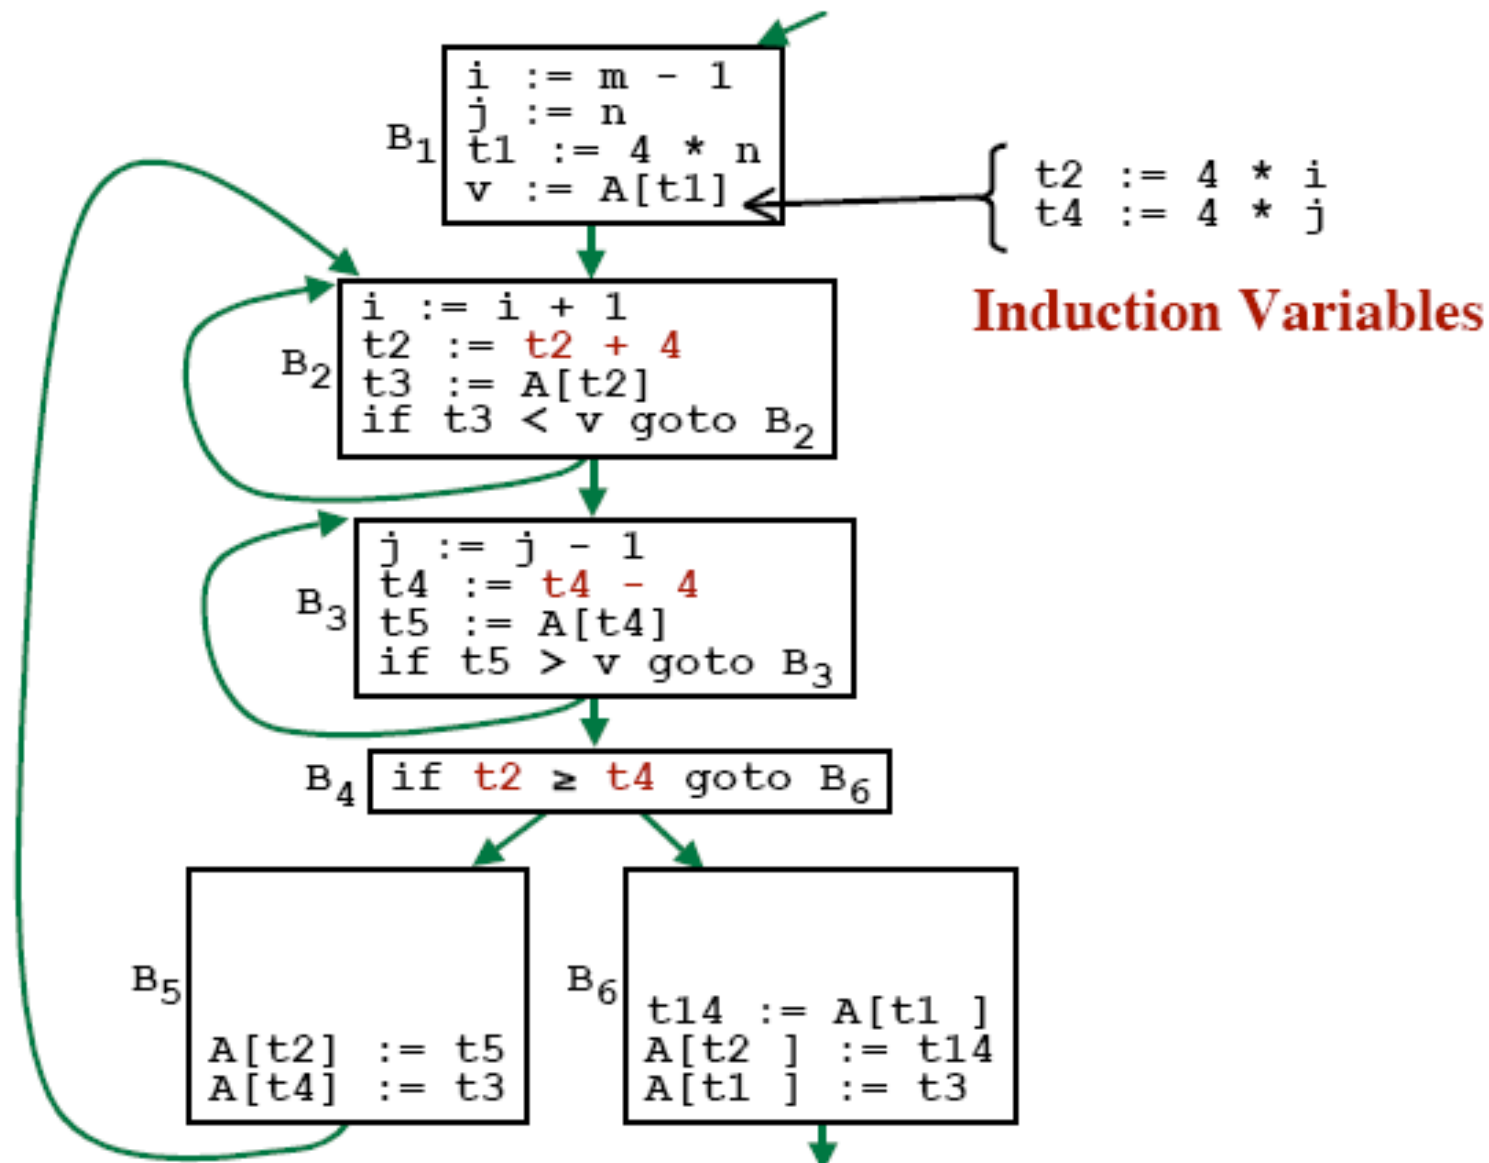 i := m - 1
j := n
B1
t1 := 4 * n
v := A[t1]
t2 := 4 * i
t4 := 4 * j
Induction Variables
i := i + 1
t2 := t2 + 4
B2
t3 := A[t2]
if t3 < v goto B2
j := j - 1
t4 := t4 - 4
B3
t5 := A[t4]
if t5 > v goto B3
B4
if t2 ≥ t4 goto B6
B5
A[t2] := t5
A[t4] := t3
B6
t14 := A[t1 ]
A[t2 ] := t14
A[t1 ] := t3